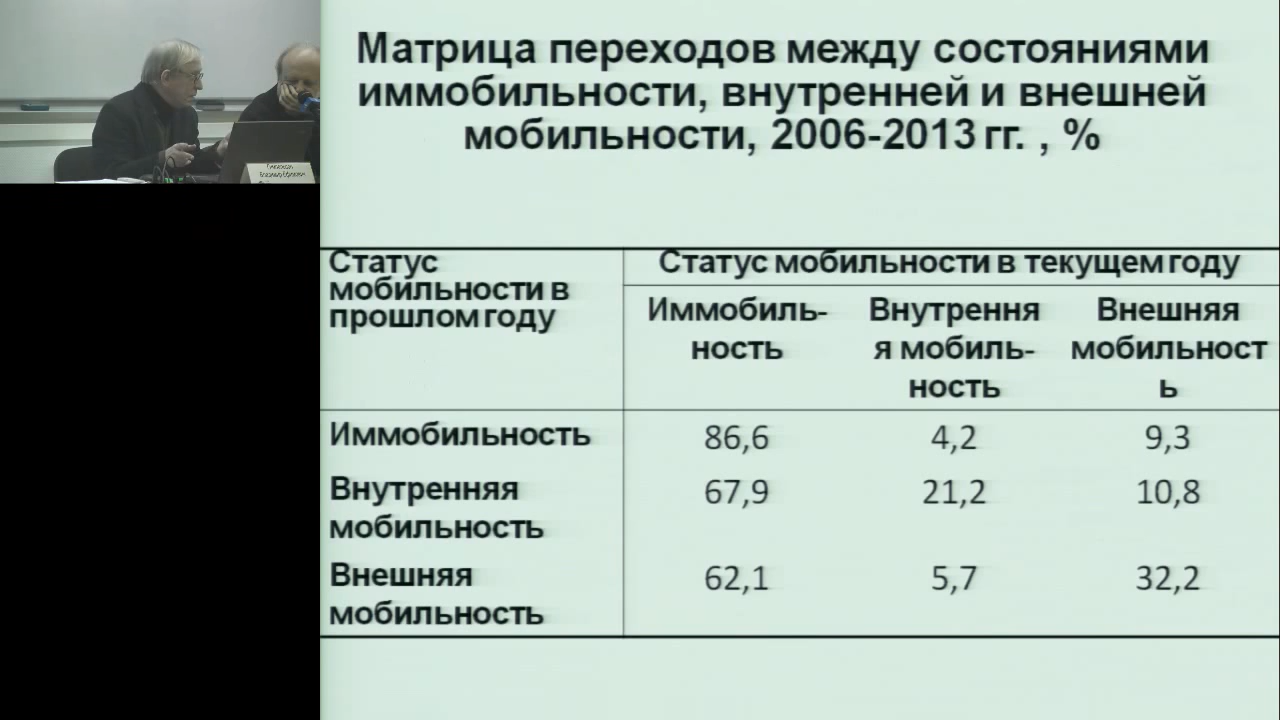 Матрица переходов между состояниями
иммобильности, внутренней и внешней
мобильности, 2006-2013 гг. , %
Статус
мобильности в
прошлом году
Статус мобильности в текущем году
Иммобиль-
ность
Внутрення
я мобиль-
ность
Внешняя
мобильност
ь
Иммобильность
86,6
4,2
9,3
Внутренняя
мобильность
67,9
21,2
10,8
Внешняя
мобильность
62,1
5,7
32,2